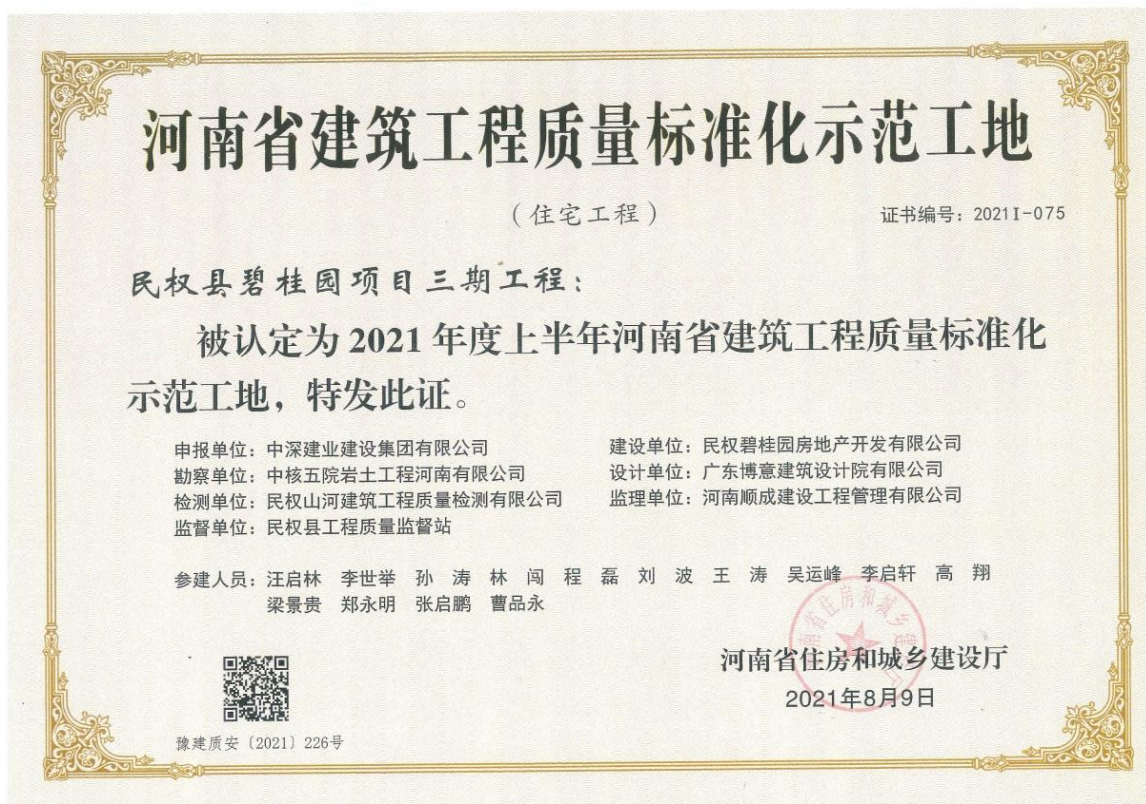 河南省建筑工程质量标准化示范工地
（住宅工程）
证书编号：2021I-075
民权县碧桂园项目三期工程：
被认定为2021年度上半年河南省建筑工程质量标准化
示范工地，特发此证。
申报单位：中深建业建设集团有限公司 建设单位：民权碧桂园房地产开发有限公司
勘察单位：中核五院岩土工程河南有限公司 设计单位：广东博意建筑设计院有限公司
检测单位：民权山河建筑工程质量检测有限公司 监理单位：河南顺成建设工程管理有限公司
监督单位：民权县工程质量监督站
参建人员：汪启林 李世举 孙涛 林闯 程磊 刘波 王涛 吴运峰 李启轩 高翔
梁景贵 郑永明 张启鹏 曹品永
河南省住房和城乡建设厅
2021年8月9日
豫建质安〔2021〕226号